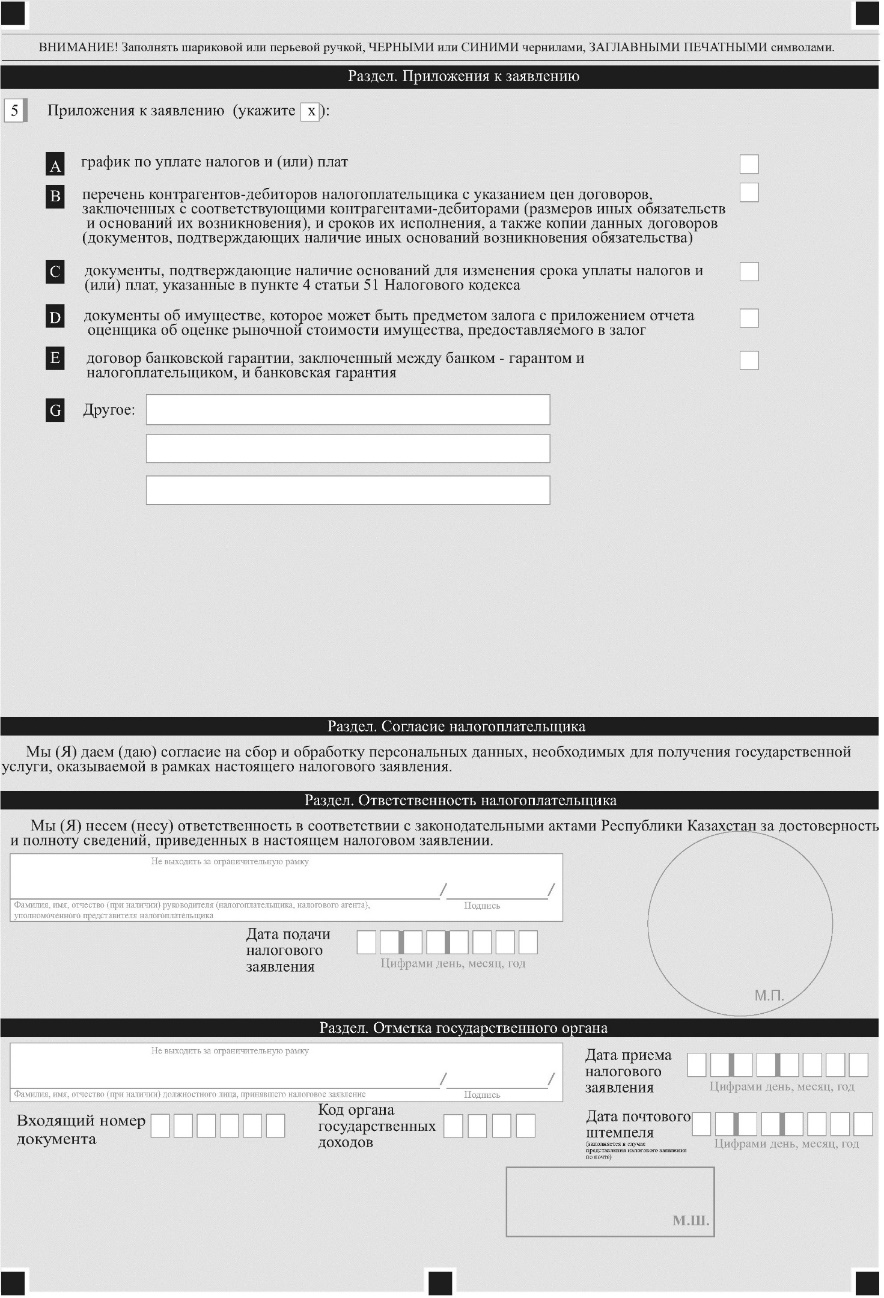 ВНИМАНИЕ! Заполнять шариковой или перьевой ручкой, ЧЕРНЫМИ или СИНИМИ чернилами, ЗАГЛАВНЫМИ ПЕЧАТНЫМИ символами.
Раздел. Приложения к заявлению
5 Приложения к заявлению (укажите x):
A график по уплате налогов и (или) плат
B перечень контрагентов-дебиторов налогоплательщика с указанием цен договоров,
заключенных с соответствующими контрагентами-дебиторами (размеров иных обязательств
и оснований их возникновения), и сроков их исполнения, а также копии данных договоров
(документов, подтверждающих наличие иных оснований возникновения обязательства)
C документы, подтверждающие наличие оснований для изменения срока уплаты налогов и
(или) плат, указанные в пункте 4 статьи 51 Налогового кодекса
D документы об имуществе, которое может быть предметом залога с приложением отчета
оценщика об оценке рыночной стоимости имущества, предоставляемого в залог
E договор банковской гарантии, заключенный между банком - гарантом и
налогоплательщиком, и банковская гарантия
G Другое:
Раздел. Согласие налогоплательщика
Мы (Я) даем (даю) согласие на сбор и обработку персональных данных, необходимых для получения государственной
услуги, оказываемой в рамках настоящего налогового заявления.
Раздел. Ответственность налогоплательщика
Мы (Я) несем (несу) ответственность в соответствии с законодательными актами Республики Казахстан за достоверность
и полноту сведений, приведенных в настоящем налоговом заявлении.
Не выходить за ограничительную рамку
/ /
Фамилия, имя, отчество (при наличии) руководителя (налогоплательщика, налогового агента),
уполномоченного представителя налогоплательщика
Подпись
Дата подачи
налогового
заявления
Цифрами день, месяц, год
М.П.
Раздел. Отметка государственного органа
Не выходить за ограничительную рамку
/ /
Фамилия, имя, отчество (при наличии) должностного лица, принявшего налоговое заявление
Подпись
Дата приема
налогового
заявления
Цифрами день, месяц, год
Входящий номер
документа
Код органа
государственных
доходов
Дата почтового
штемпеля
(заполняется в случае
представления налогового заявления
по почте)
Цифрами день, месяц, год
М.Ш.